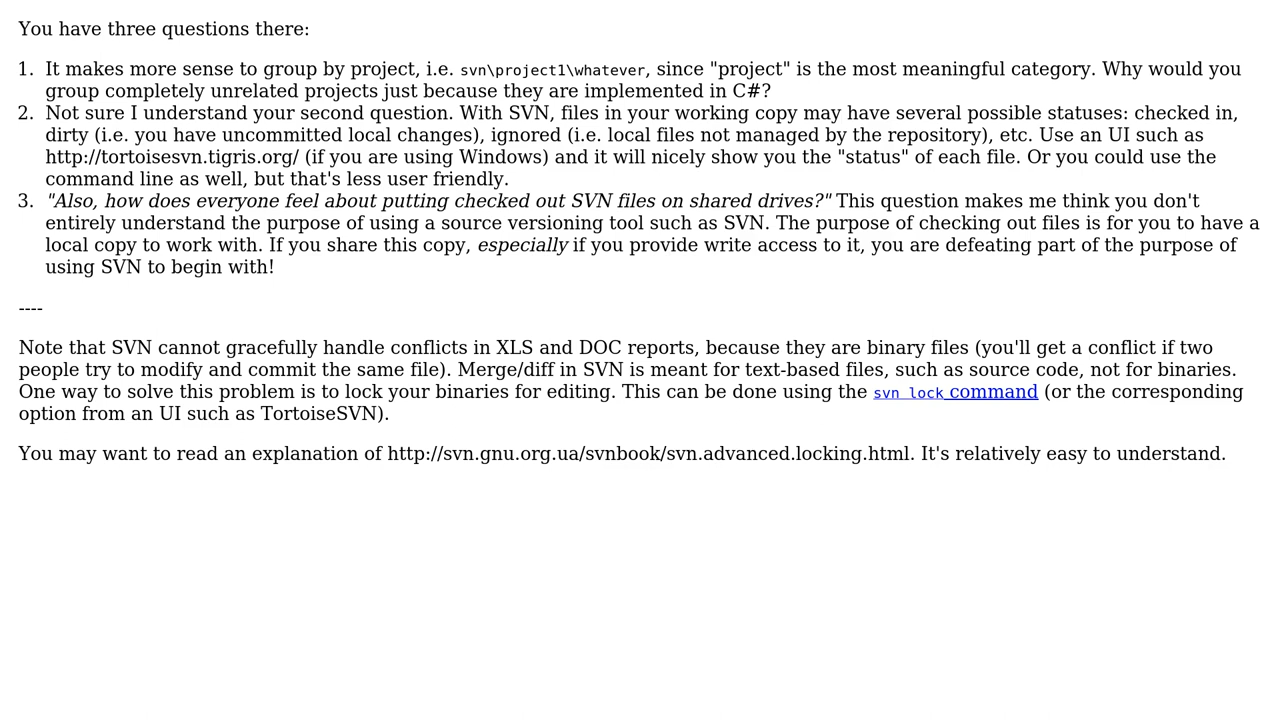 You have three questions there:
1. It makes more sense to group by project, i.e. svn\project1\whatever, since "project" is the most meaningful category. Why would you
group completely unrelated projects just because they are implemented in C#?
2. Not sure I understand your second question. With SVN, files in your working copy may have several possible statuses: checked in,
dirty (i.e. you have uncommitted local changes), ignored (i.e. local files not managed by the repository), etc. Use an UI such as
http://tortoisesvn.tigris.org/ (if you are using Windows) and it will nicely show you the "status" of each file. Or you could use the
command line as well, but that's less user friendly.
3. "Also, how does everyone feel about putting checked out SVN files on shared drives?" This question makes me think you don't
entirely understand the purpose of using a source versioning tool such as SVN. The purpose of checking out files is for you to have a
local copy to work with. If you share this copy, especially if you provide write access to it, you are defeating part of the purpose of
using SVN to begin with!
----
Note that SVN cannot gracefully handle conflicts in XLS and DOC reports, because they are binary files (you'll get a conflict if two
people try to modify and commit the same file). Merge/diff in SVN is meant for text-based files, such as source code, not for binaries.
One way to solve this problem is to lock your binaries for editing. This can be done using the svn lock command (or the corresponding
option from an UI such as TortoiseSVN).
You may want to read an explanation of http://svn.gnu.org.ua/svnbook/svn.advanced.locking.html. It's relatively easy to understand.